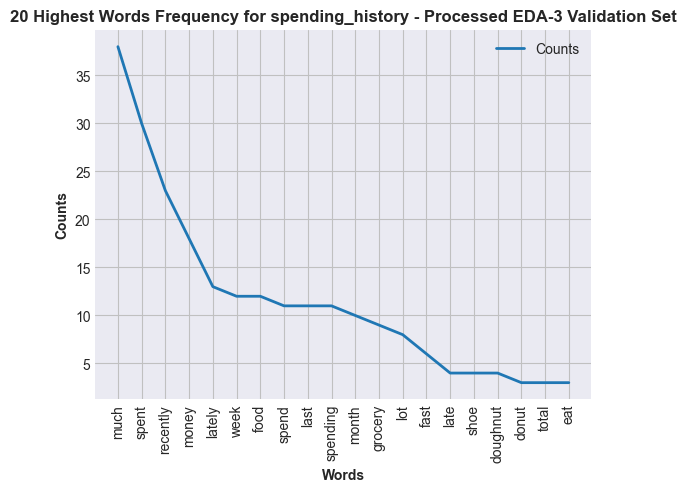 20 Highest Words Frequency for spending_history - Processed EDA-3 Validation Set
Counts
35
30
25
20
15
10
5
Counts
much
spent
recently
money
lately
week
food
spend
last
spending
month
grocery
lot
fast
late
shoe
doughnut
donut
total
eat
Words